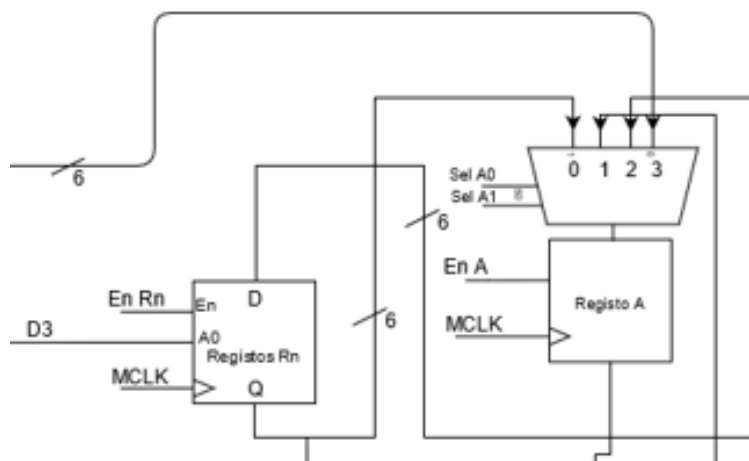 6
0 1 2 3
Sel A0
Sel A1
6
En A
Registo A
MCLK
En Rn
En
D
D3
A0
Registos Rn
6
MCLK
Q